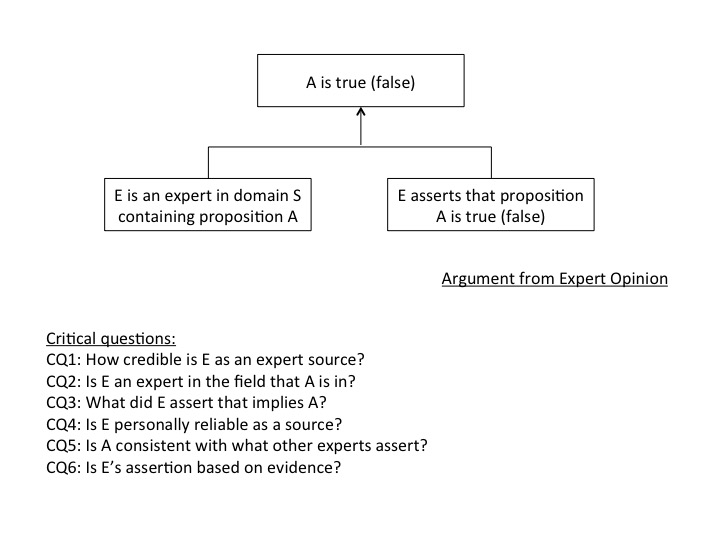 A is true (false)
E is an expert in domain S
containing proposition A
E asserts that proposition
A is true (false)
Argument from Expert Opinion
Critical questions:
CQ1: How credible is E as an expert source?
CQ2: Is E an expert in the field that A is in?
CQ3: What did E assert that implies A?
CQ4: Is E personally reliable as a source?
CQ5: Is A consistent with what other experts assert?
CQ6: Is E’s assertion based on evidence?